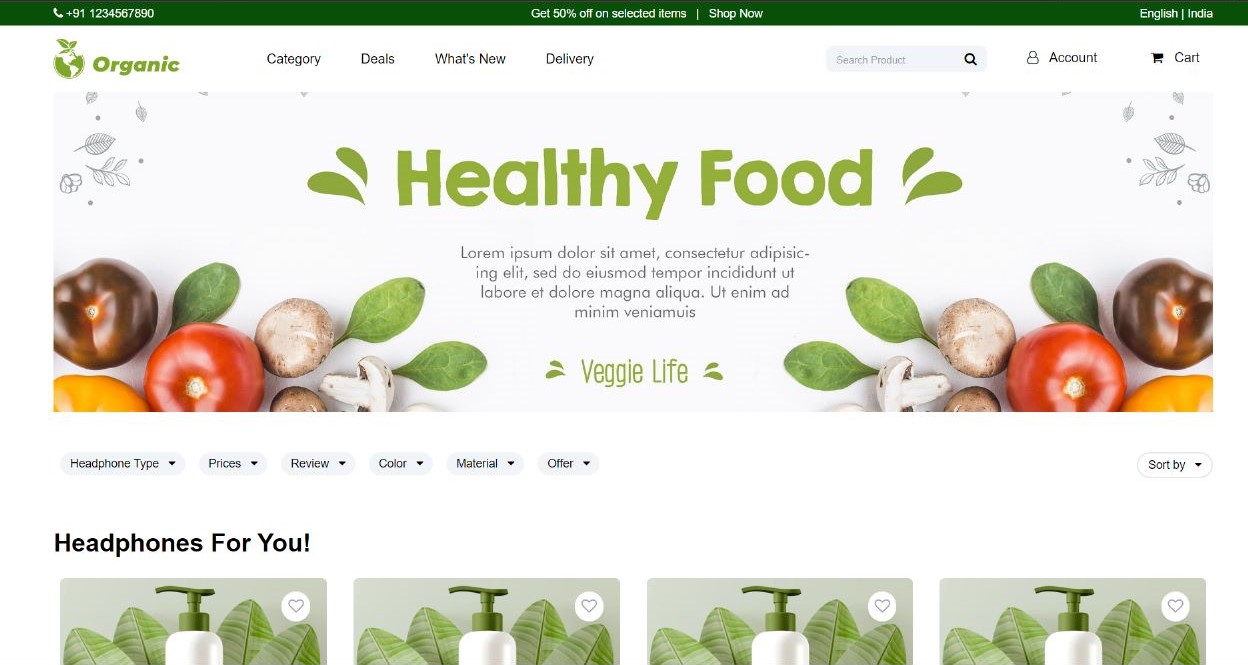 +91 1234567890
Get 50% off on selected items | Shop Now
English | India
Organic
Category
Deals
What's New
Delivery
Search Product
Account
Cart
Healthy Food
Lorem ipsum dolor sit amet, consectetur adipisic-
ing elit, sed do eiusmod tempor incididunt ut
labore et dolore magna aliqua. Ut enim ad
minim veniamuis
Veggie Life
Headphone Type
Prices
Review
Color
Material
Offer
Sort by
Headphones For You!